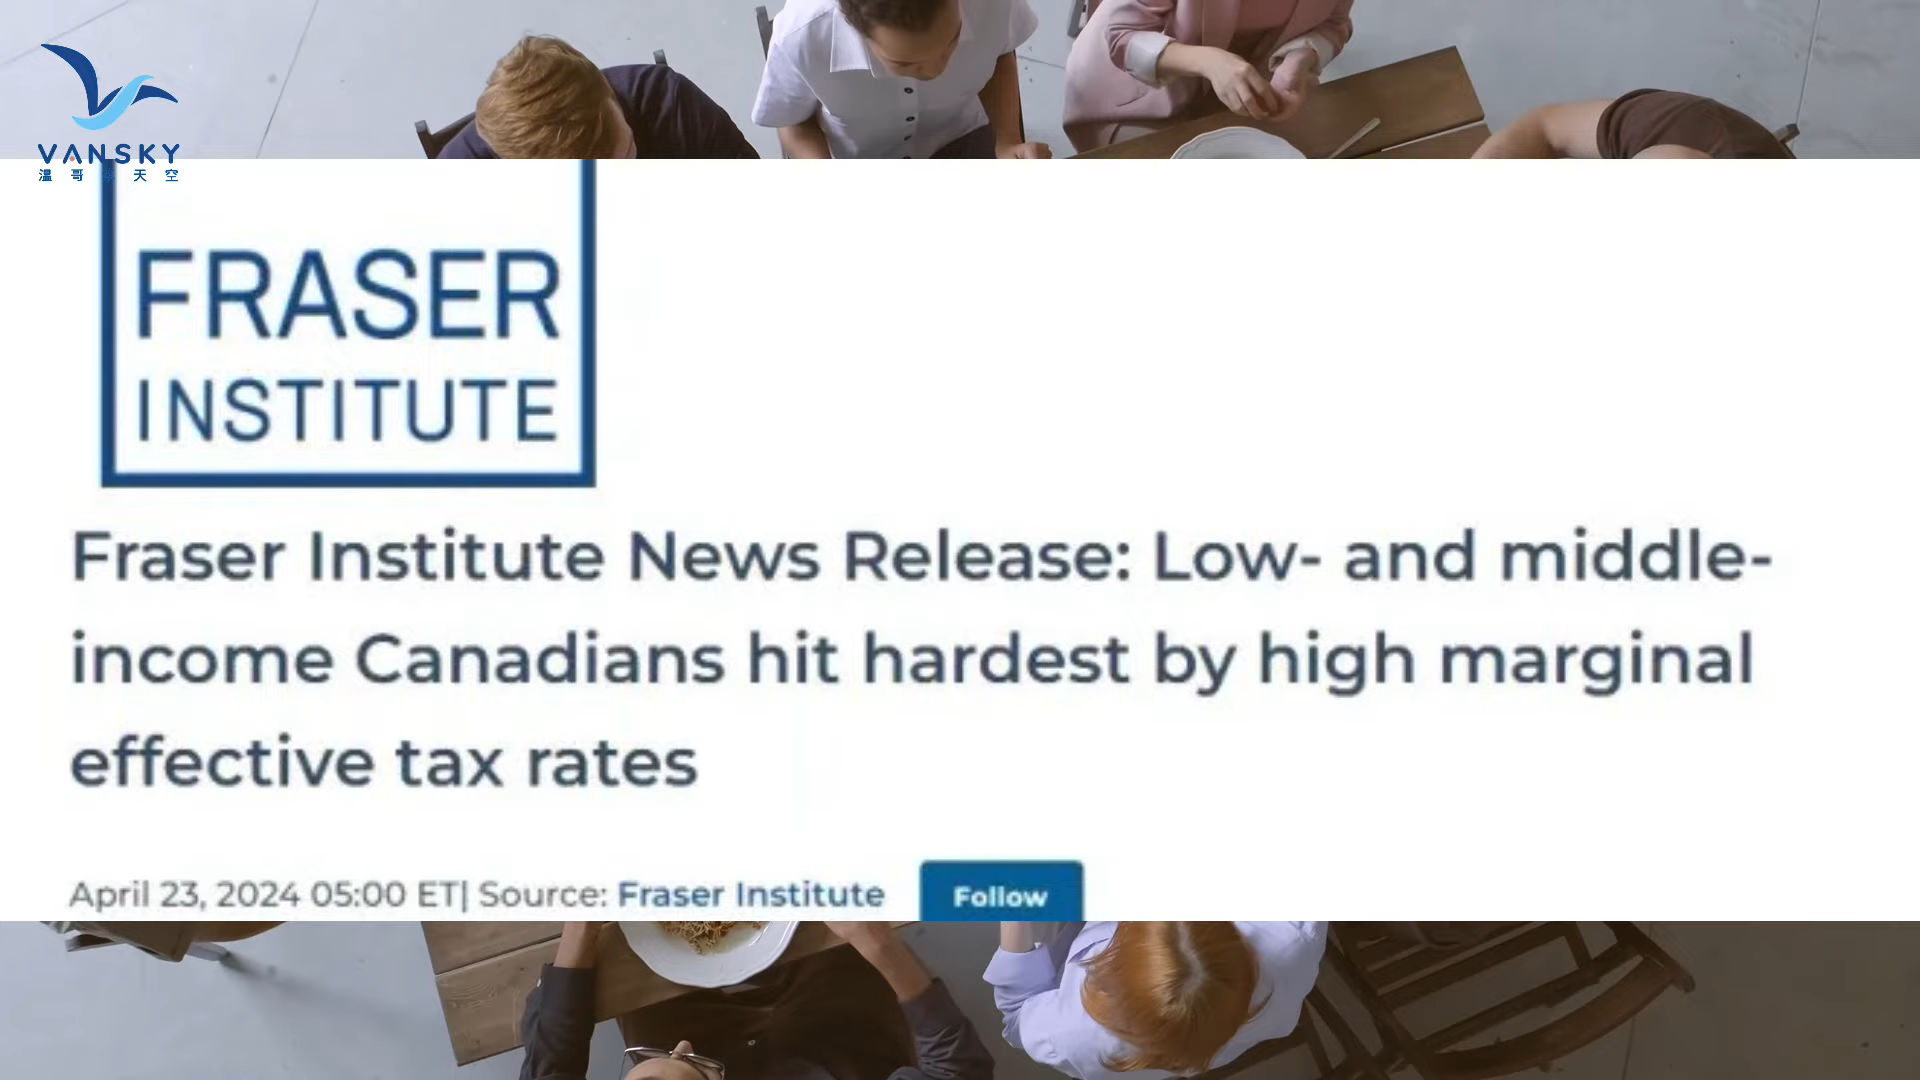 VANSKY
溫哥 天空
FRASER
INSTITUTE
Fraser Institute News Release: Low- and middle-
income Canadians hit hardest by high marginal
effective tax rates
April 23, 2024 05:00 ET| Source: Fraser Institute
Follow